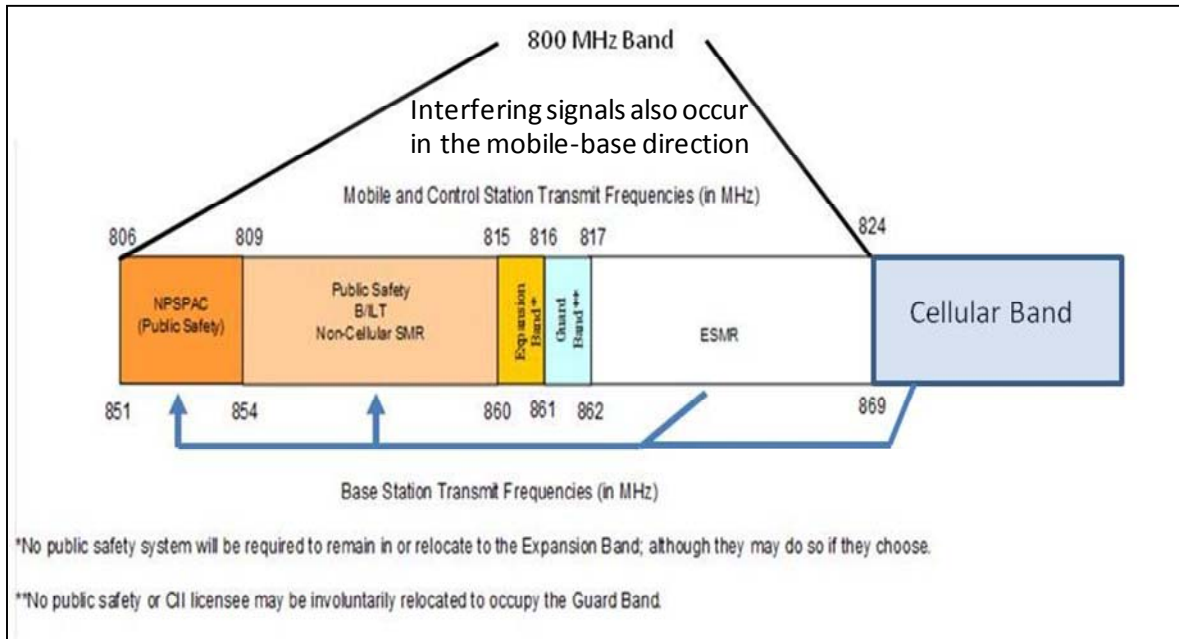 800 MHz Band
Interfering signals also occur
in the mobile-base direction
Mobile and Control Station Transmit Frequencies (in MHz)
806 809 815 816 817 824
NPSPAC
(Public Safety)
Public Safety
B/ILT
Non-Cellular SMR
Expansion
Band*
Guard
Band**
ESMR
Cellular Band
851 854 860 861 862 869
Base Station Transmit Frequencies (in MHz)
*No public safety system will be required to remain in or relocate to the Expansion Band; although they may do so if they choose.
**No public safety or CII licensee may be involuntarily relocated to occupy the Guard Band.